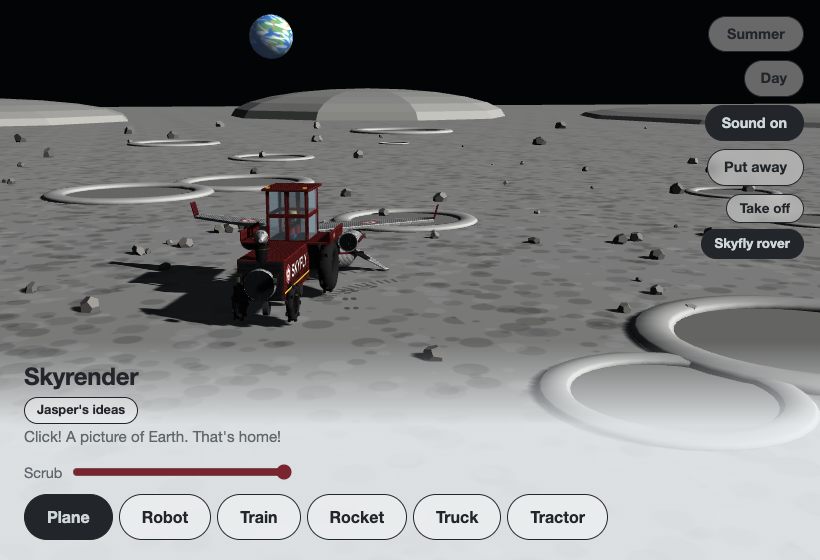 Summer
Day
Sound on
Put away
Take off
Skyfly rover
SKYFLY
Skyrender
Jasper's ideas
Click! A picture of Earth. That's home!
Scrub
Plane
Robot
Train
Rocket
Truck
Tractor